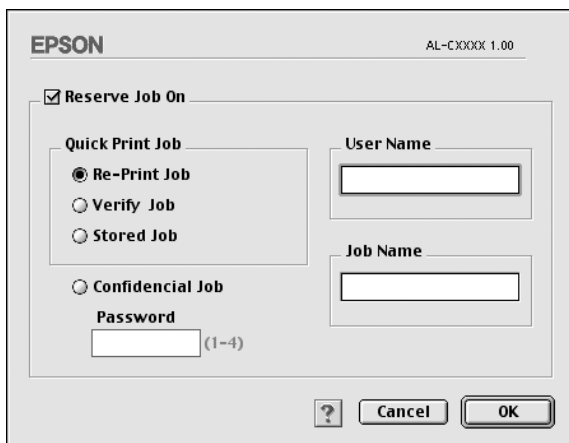 EPSON
AL-CXXXX 1.00
Reserve Job On
Quick Print Job
Re-Print Job
Verify Job
Stored Job
Confidencial Job
Password
(1-4)
User Name
Job Name
?
Cancel
OK